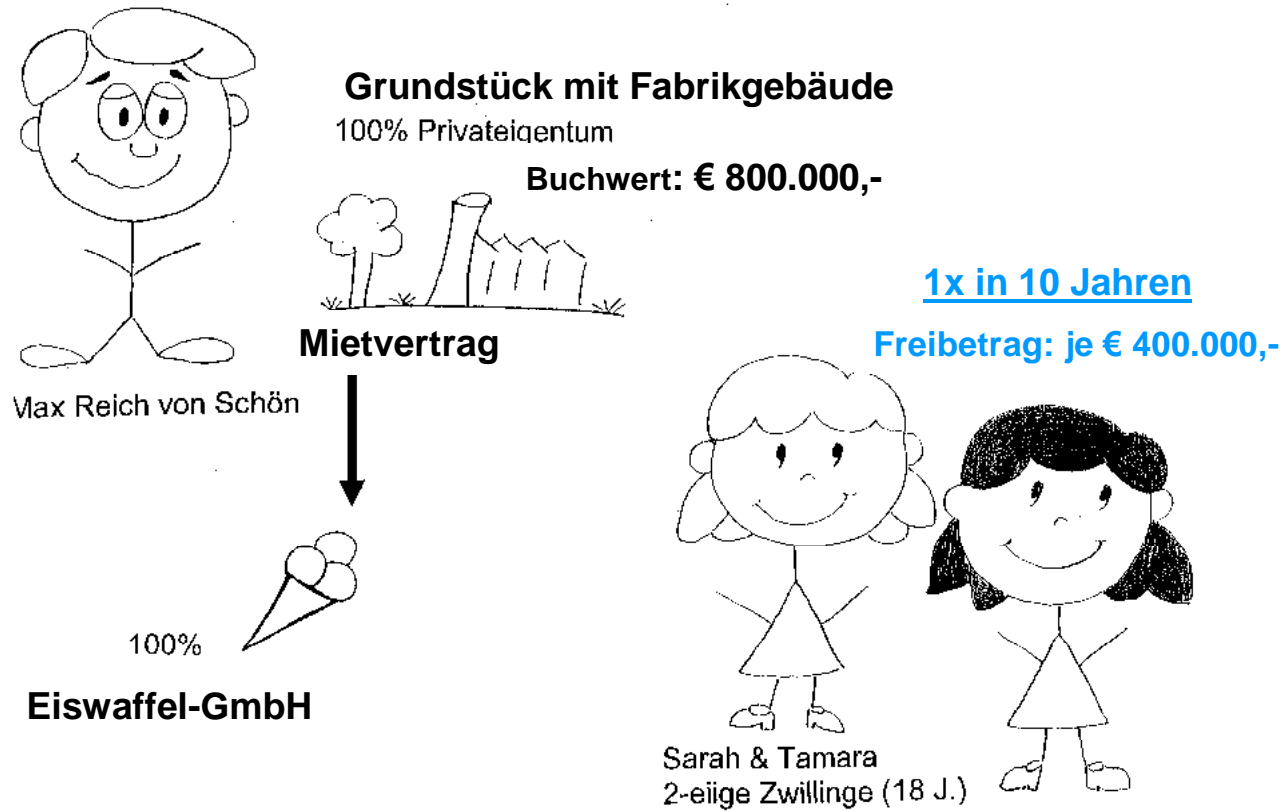 Grundstück mit Fabrikgebäude
100% Privateigentum
Buchwert: € 800.000,-
1x in 10 Jahren
Mietvertrag
Freibetrag: je € 400.000,-
Max Reich von Schön
100%
Eiswaffel-GmbH
Sarah & Tamara
2-eiige Zwillinge (18 J.)